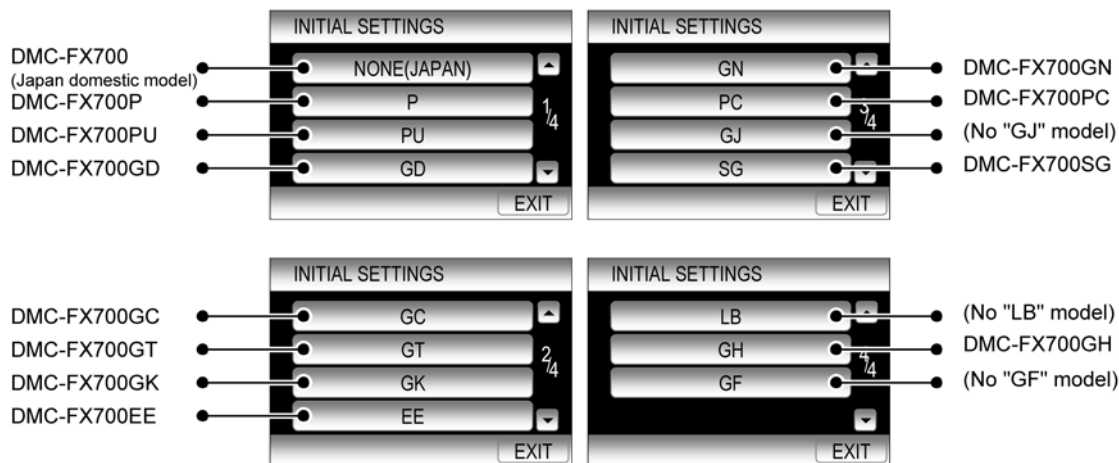 INITIAL SETTINGS
DMC-FX700
(Japan domestic model)
NONE(JAPAN)
DMC-FX700P
P
1/4
DMC-FX700PU
PU
DMC-FX700GD
GD
EXIT
INITIAL SETTINGS
GN
DMC-FX700GN
PC
DMC-FX700PC
3/4
GJ
(No "GJ" model)
SG
DMC-FX700SG
EXIT
INITIAL SETTINGS
DMC-FX700GC
GC
DMC-FX700GT
GT
2/4
DMC-FX700GK
GK
DMC-FX700EE
EE
EXIT
INITIAL SETTINGS
LB
(No "LB" model)
GH
DMC-FX700GH
4/4
GF
(No "GF" model)
EXIT